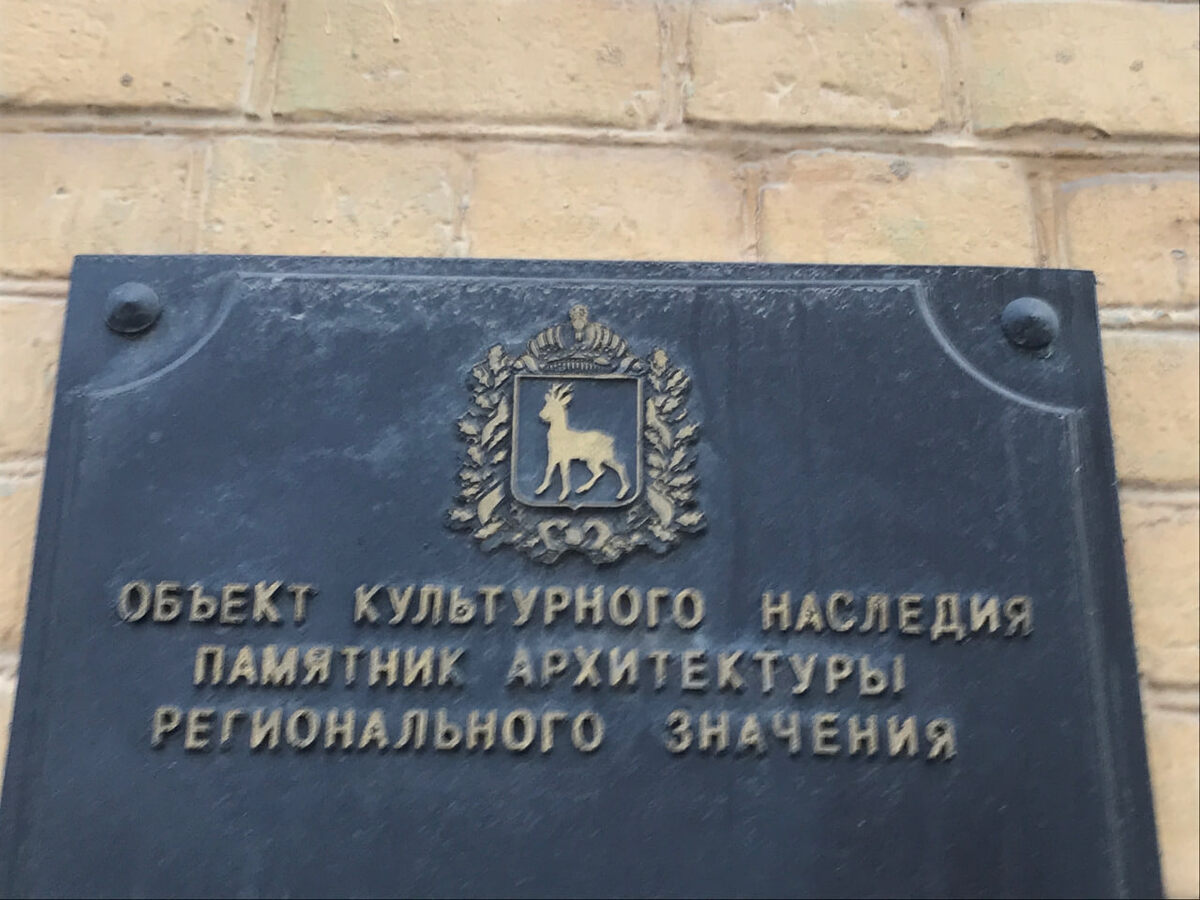 ОБЪЕКТ КУЛЬТУРНОГО НАСЛЕДИЯ
ПАМЯТНИК АРХИТЕКТУРЫ
РЕГИОНАЛЬНОГО ЗНАЧЕНИЯ